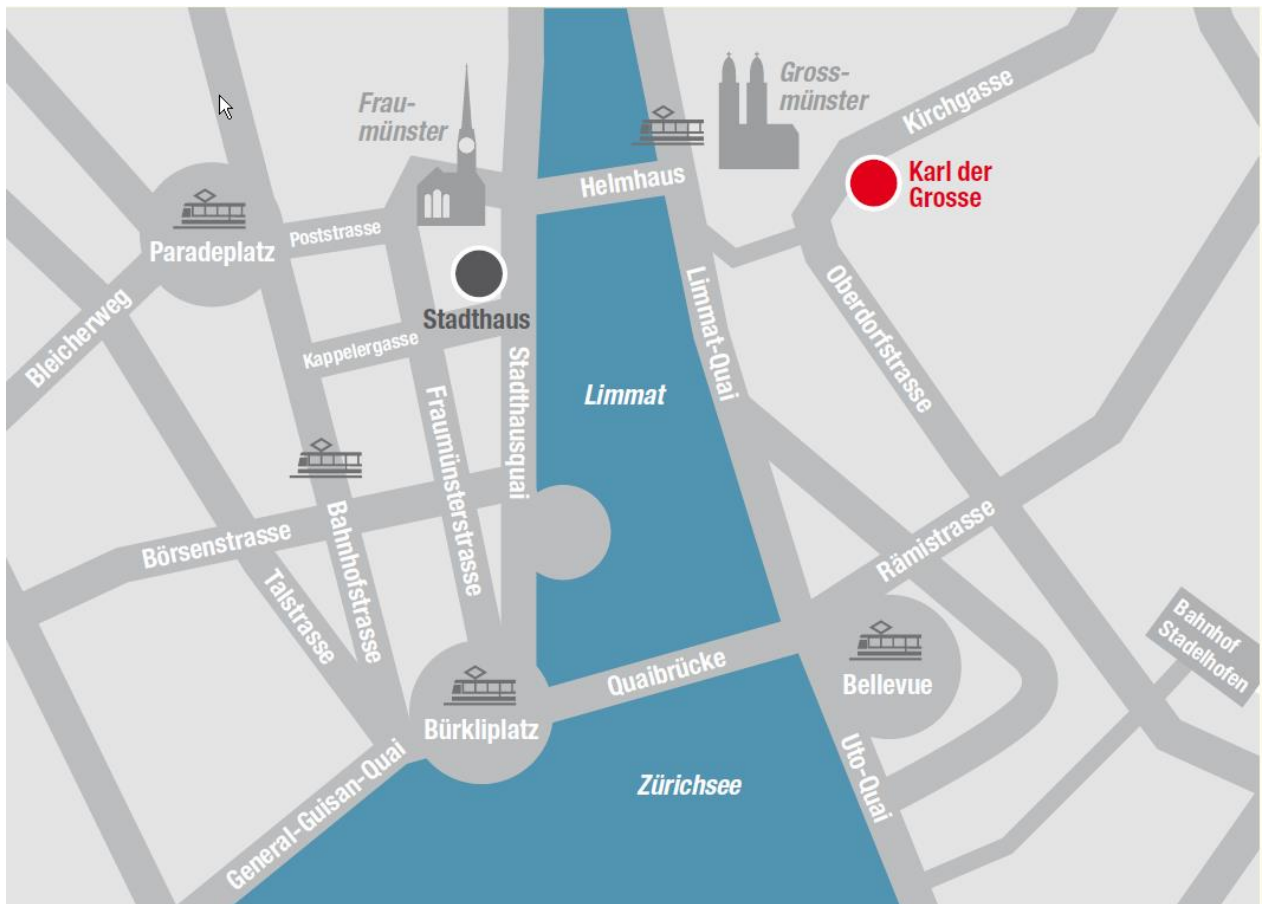 Frau-
münster
Gross-
münster
Kirchgasse
Karl der
Grosse
Helmhaus
Paradeplatz
Poststrasse
Stadthaus
Kappelergasse
Bleicherweg
Limmat-Quai
Oberdorfstrasse
Limmat
Stadthausquai
Fraumünsterstrasse
Börsenstrasse
Bahnhofstrasse
Talstrasse
Rämistrasse
Bahnhof
Stadelhofen
Quaibrücke
Bellevue
Bürkliplatz
Uto-Quai
General-Guisan-Quai
Zürichsee